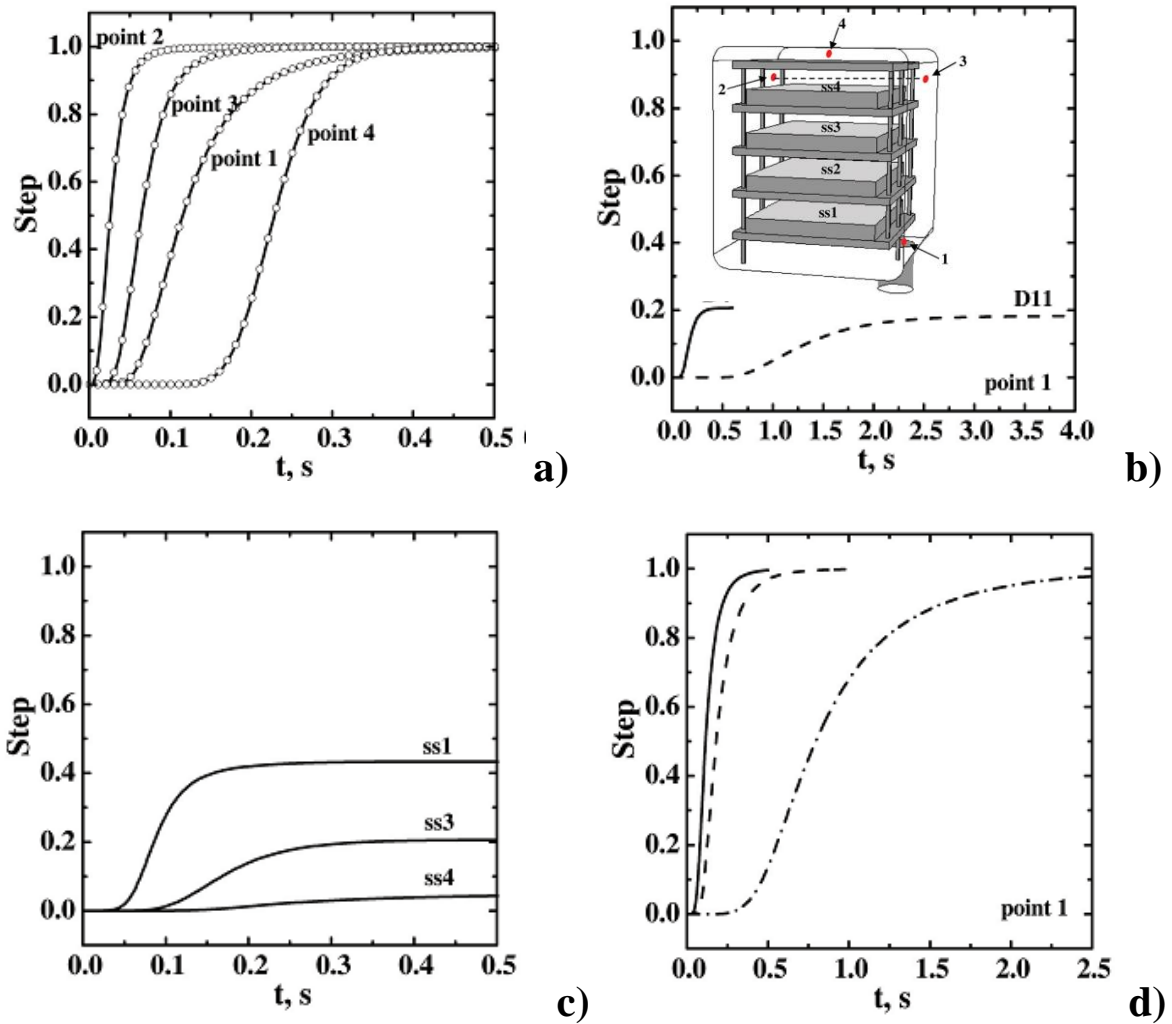 1.0
0.8
0.6
0.4
0.2
0.0
Step
point 2
point 3
point 1
point 4
0.0 0.1 0.2 0.3 0.4 0.5
t, s
a)
1.0
0.8
0.6
0.4
0.2
0.0
Step
4
3
2
ss4
ss3
ss2
ss1
1
D11
point 1
0.0 0.5 1.0 1.5 2.0 2.5 3.0 3.5 4.0
t, s
b)
1.0
0.8
0.6
0.4
0.2
0.0
Step
ss1
ss3
ss4
0.0 0.1 0.2 0.3 0.4 0.5
t, s
c)
1.0
0.8
0.6
0.4
0.2
0.0
Step
point 1
0.0 0.5 1.0 1.5 2.0 2.5
t, s
d)